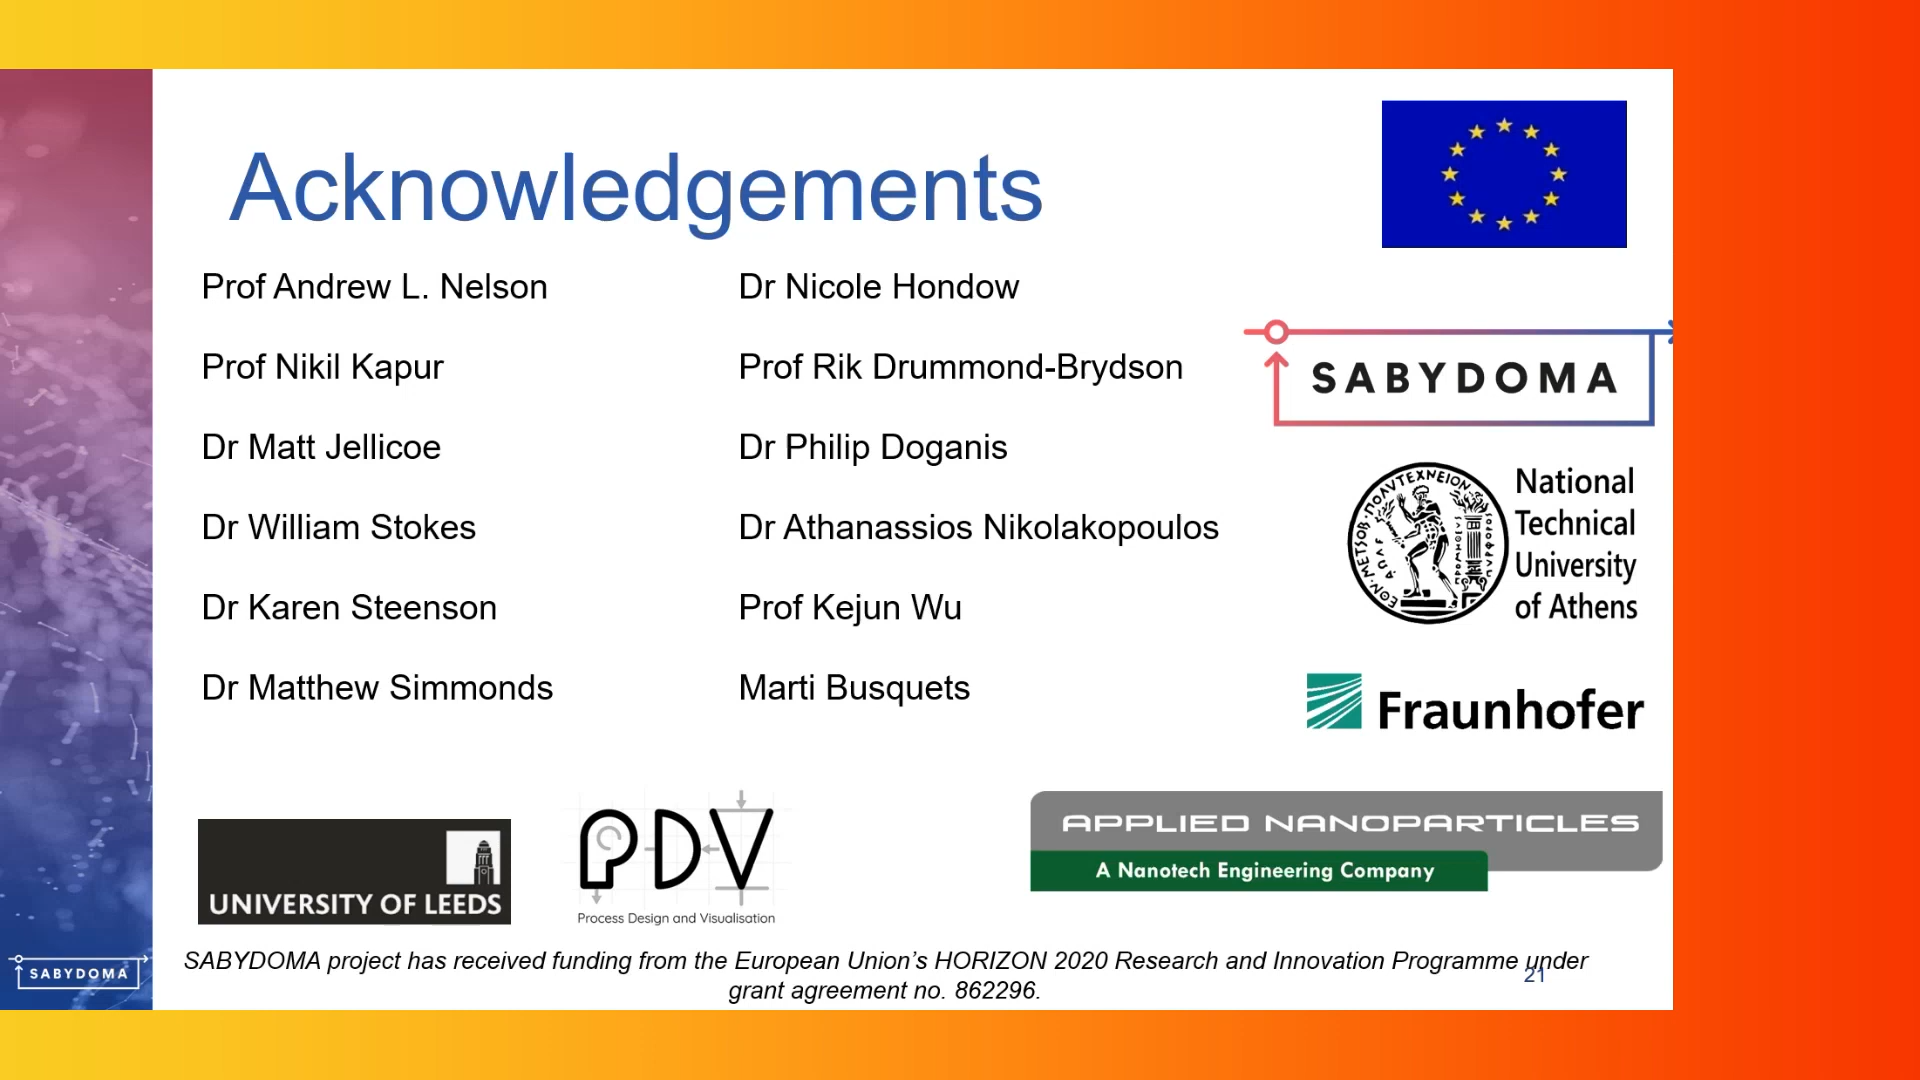 Acknowledgements
Prof Andrew L. Nelson
Prof Nikil Kapur
Dr Matt Jellicoe
Dr William Stokes
Dr Karen Steenson
Dr Matthew Simmonds
Dr Nicole Hondow
Prof Rik Drummond-Brydson
Dr Philip Doganis
Dr Athanassios Nikolakopoulos
Prof Kejun Wu
Marti Busquets
SABYDOMA
National
Technical
University
of Athens
Fraunhofer
UNIVERSITY OF LEEDS
PDV
Process Design and Visualisation
APPLIED NANOPARTICLES
A Nanotech Engineering Company
SABYDOMA
SABYDOMA project has received funding from the European Union’s HORIZON 2020 Research and Innovation Programme under
grant agreement no. 862296.
21